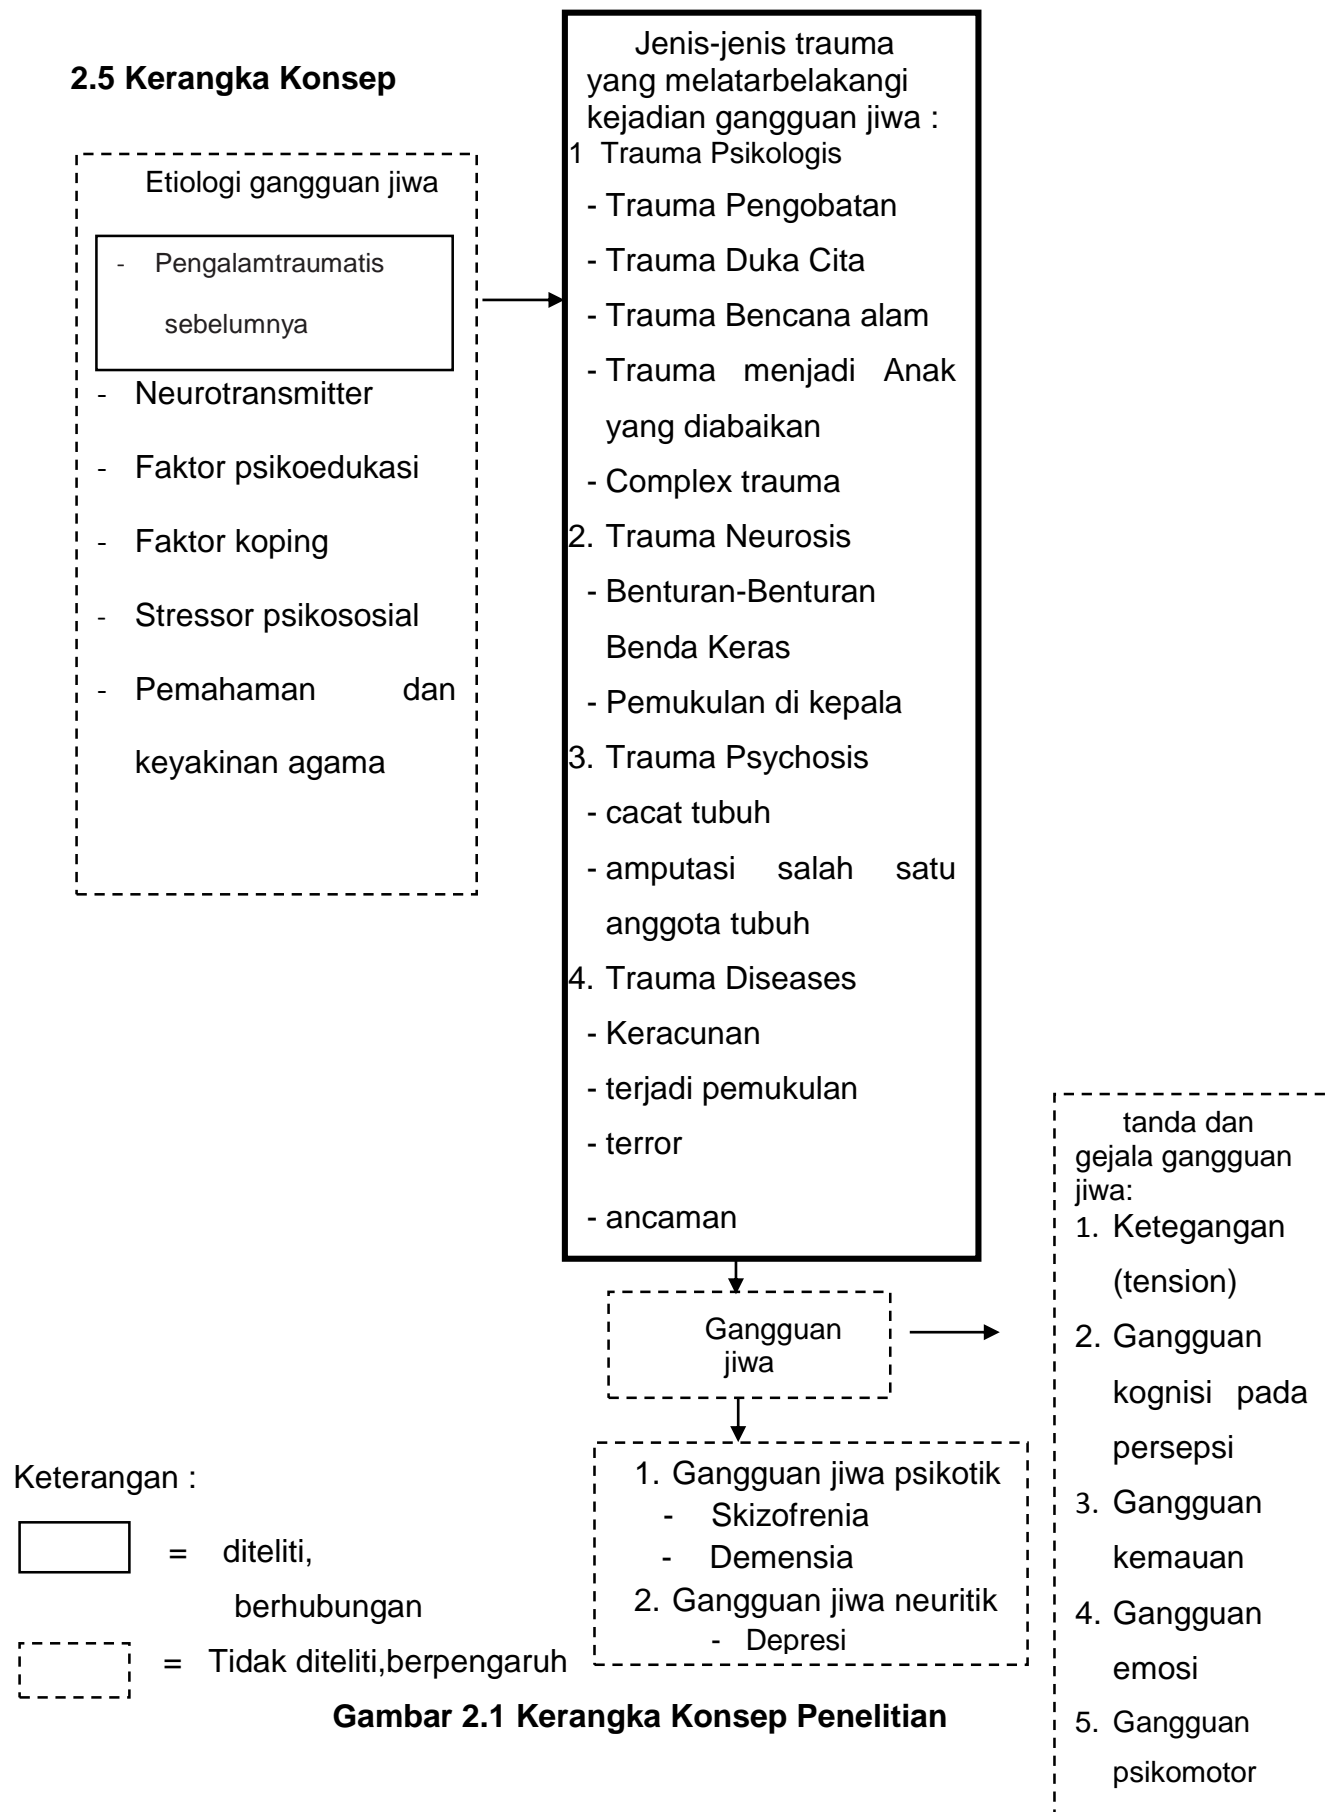 2.5 Kerangka Konsep
Etiologi gangguan jiwa
- Pengalamtraumatis
sebelumnya
- Neurotransmitter
- Faktor psikoedukasi
- Faktor koping
- Stressor psikososial
- Pemahaman dan
keyakinan agama
Jenis-jenis trauma
yang melatarbelakangi
kejadian gangguan jiwa :
1 Trauma Psikologis
- Trauma Pengobatan
- Trauma Duka Cita
- Trauma Bencana alam
- Trauma menjadi Anak
yang diabaikan
- Complex trauma
2. Trauma Neurosis
- Benturan-Benturan
Benda Keras
- Pemukulan di kepala
3. Trauma Psychosis
- cacat tubuh
- amputasi salah satu
anggota tubuh
4. Trauma Diseases
- Keracunan
- terjadi pemukulan
- terror
- ancaman
Gangguan
jiwa
1. Gangguan jiwa psikotik
- Skizofrenia
- Demensia
2. Gangguan jiwa neuritik
- Depresi
tanda dan
gejala gangguan
jiwa:
1. Ketegangan
(tension)
2. Gangguan
kognisi pada
persepsi
3. Gangguan
kemauan
4. Gangguan
emosi
5. Gangguan
psikomotor
Keterangan :
= diteliti,
berhubungan
= Tidak diteliti,berpengaruh
Gambar 2.1 Kerangka Konsep Penelitian